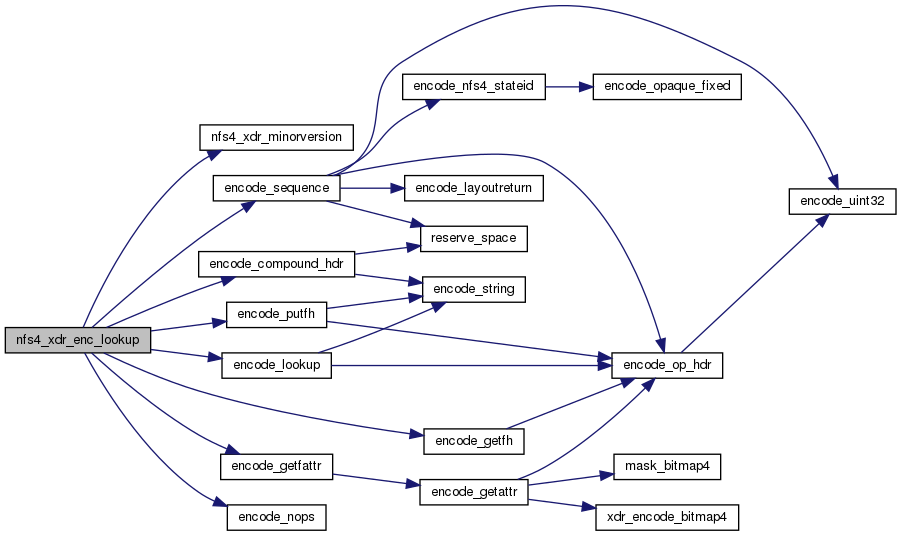 nfs4_xdr_enc_lookup
nfs4_xdr_minorversion
encode_sequence
encode_compound_hdr
encode_putfh
encode_lookup
encode_getfattr
encode_nops
encode_nfs4_stateid
encode_layoutreturn
reserve_space
encode_string
encode_getfh
encode_getattr
encode_opaque_fixed
encode_op_hdr
mask_bitmap4
xdr_encode_bitmap4
encode_uint32